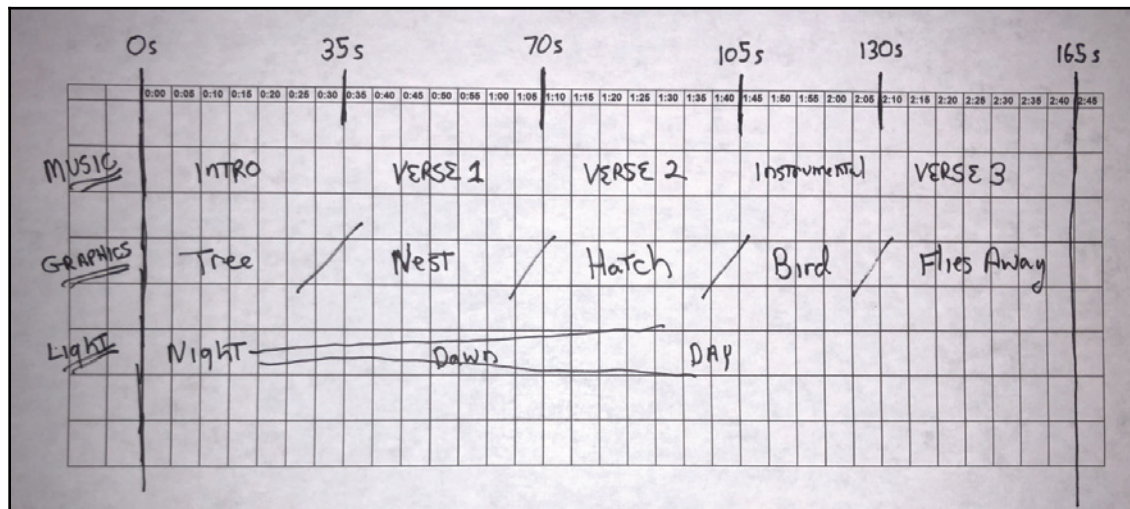 0s 35s 70s 105s 130s 165s
0:00 0:05 0:10 0:15 0:20 0:25 0:30 0:35 0:40 0:45 0:50 0:55 1:00 1:05 1:10 1:15 1:20 1:25 1:30 1:35 1:40 1:45 1:50 1:55 2:00 2:05 2:10 2:15 2:20 2:25 2:30 2:35 2:40 2:45
MUSIC INTRO VERSE 1 VERSE 2 Instrumental VERSE 3
GRAPHICS Tree Nest Hatch Bird Flies Away
Light Night Dawn DAY